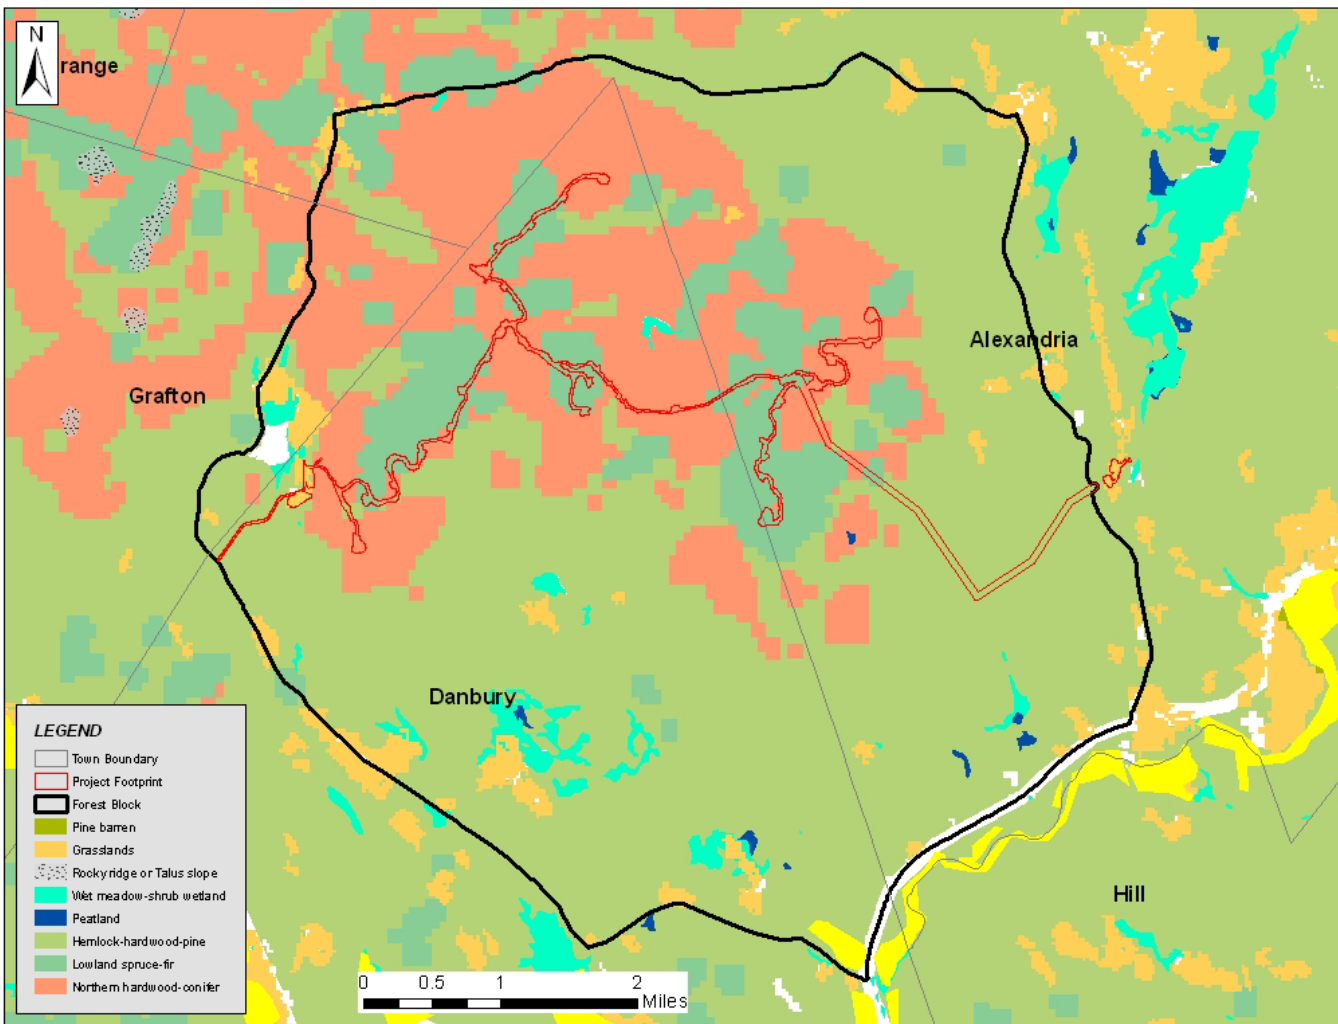 N
range
Alexandria
Grafton
Danbury
Hill
LEGEND
Town Boundary
Project Footprint
Forest Block
Pine barren
Grasslands
Rocky ridge or Talus slope
Wet meadow-shrub wetland
Peatland
Hemlock-hardwood-pine
Lowland spruce-fir
Northern hardwood-conifer
0 0.5 1 2
Miles